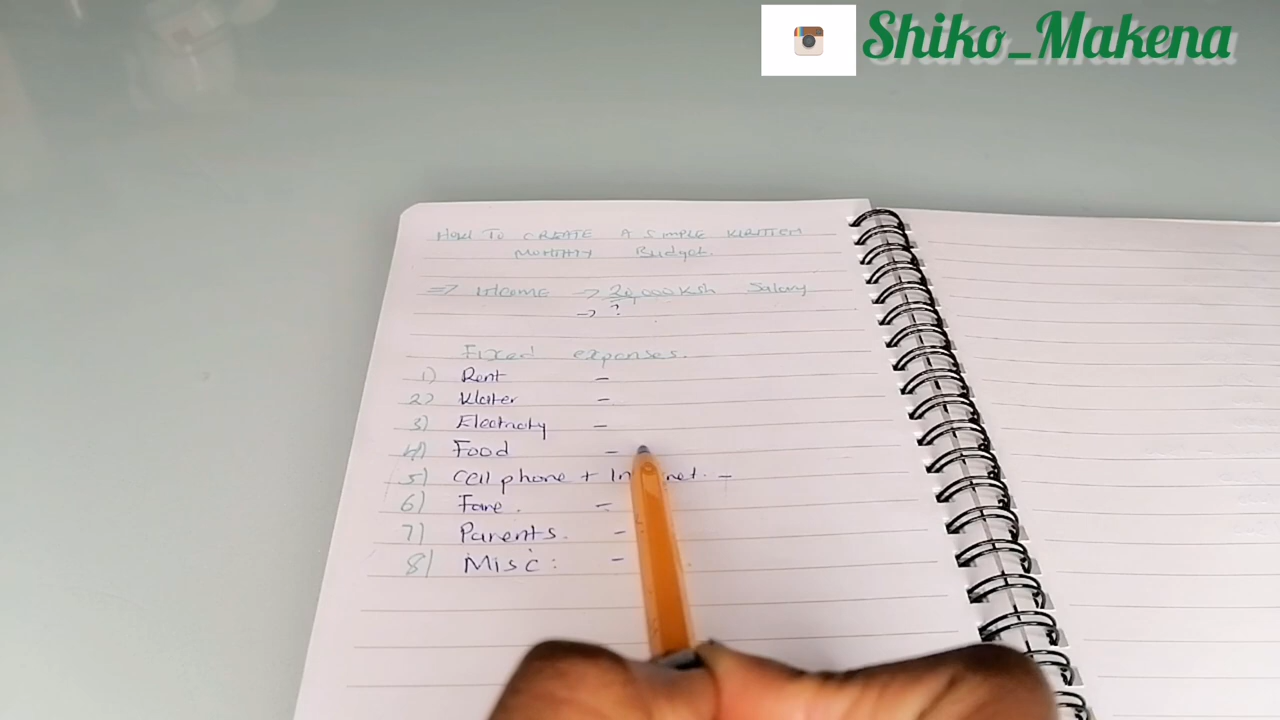 Shiko_Makena
HOW TO CREATE A SIMPLE WRITTEN
MONTHLY Budget.
=> INCOME -> 20,000 Ksh Salary
-> ?
Fixed expenses.
1) Rent -
2) Water -
3) Electricity -
4) Food -
5) Cell phone + Internet. -
6) Fare. -
7) Parents. -
8) Misc: -